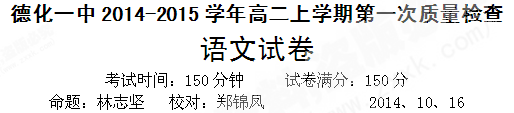 德化一中 2014-2015 学年高二上学期第一次质量检查
语文试卷
考试时间：150 分钟 试卷满分：150 分
命题：林志坚 校对：郑锦凤 2014、10、16